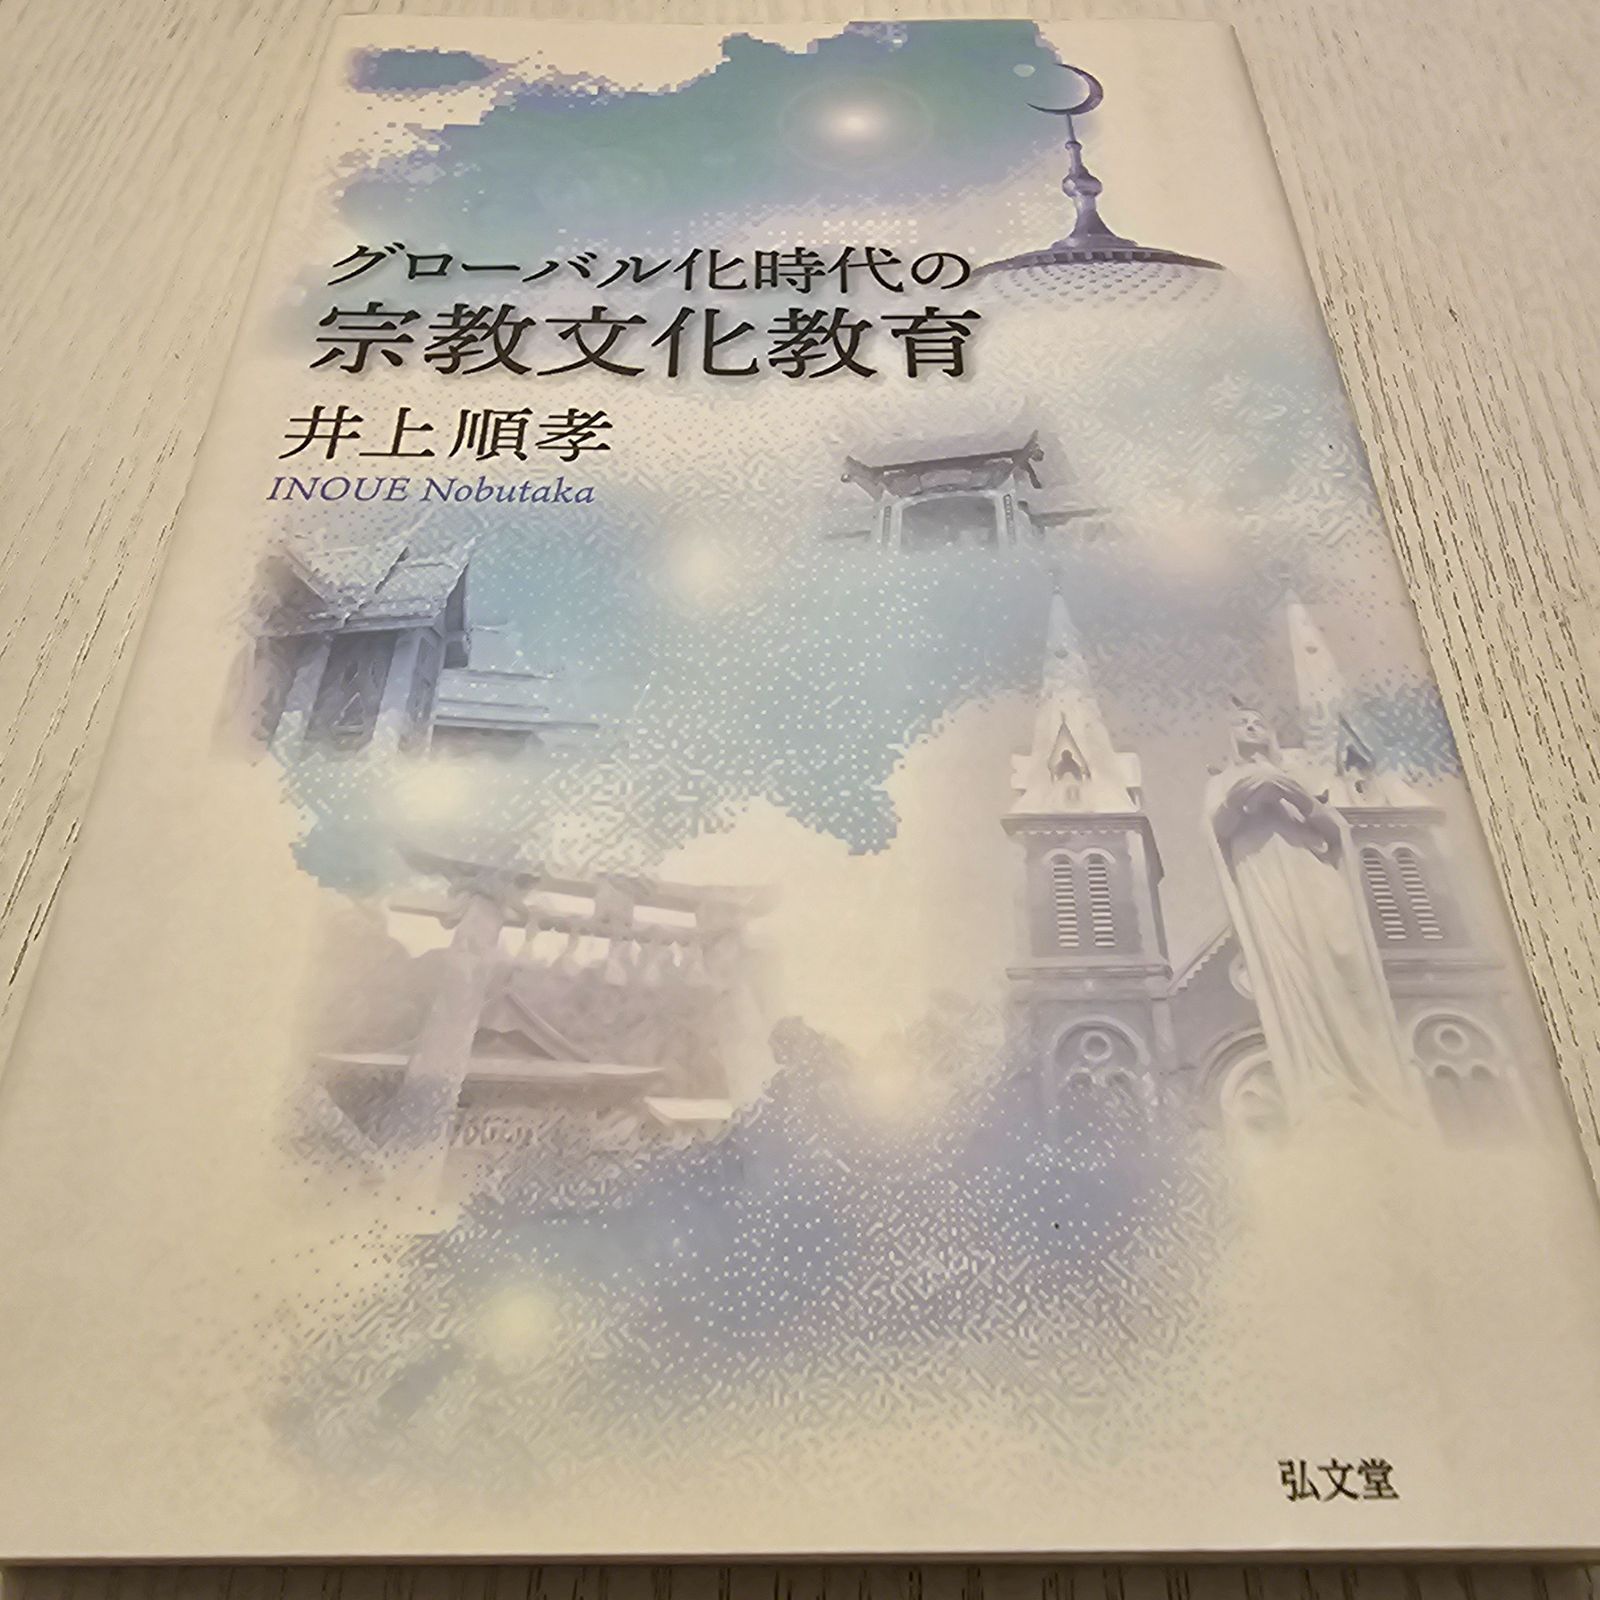 グローバル化時代の
宗教文化教育
井上順孝
INOUE Nobutaka
弘文堂